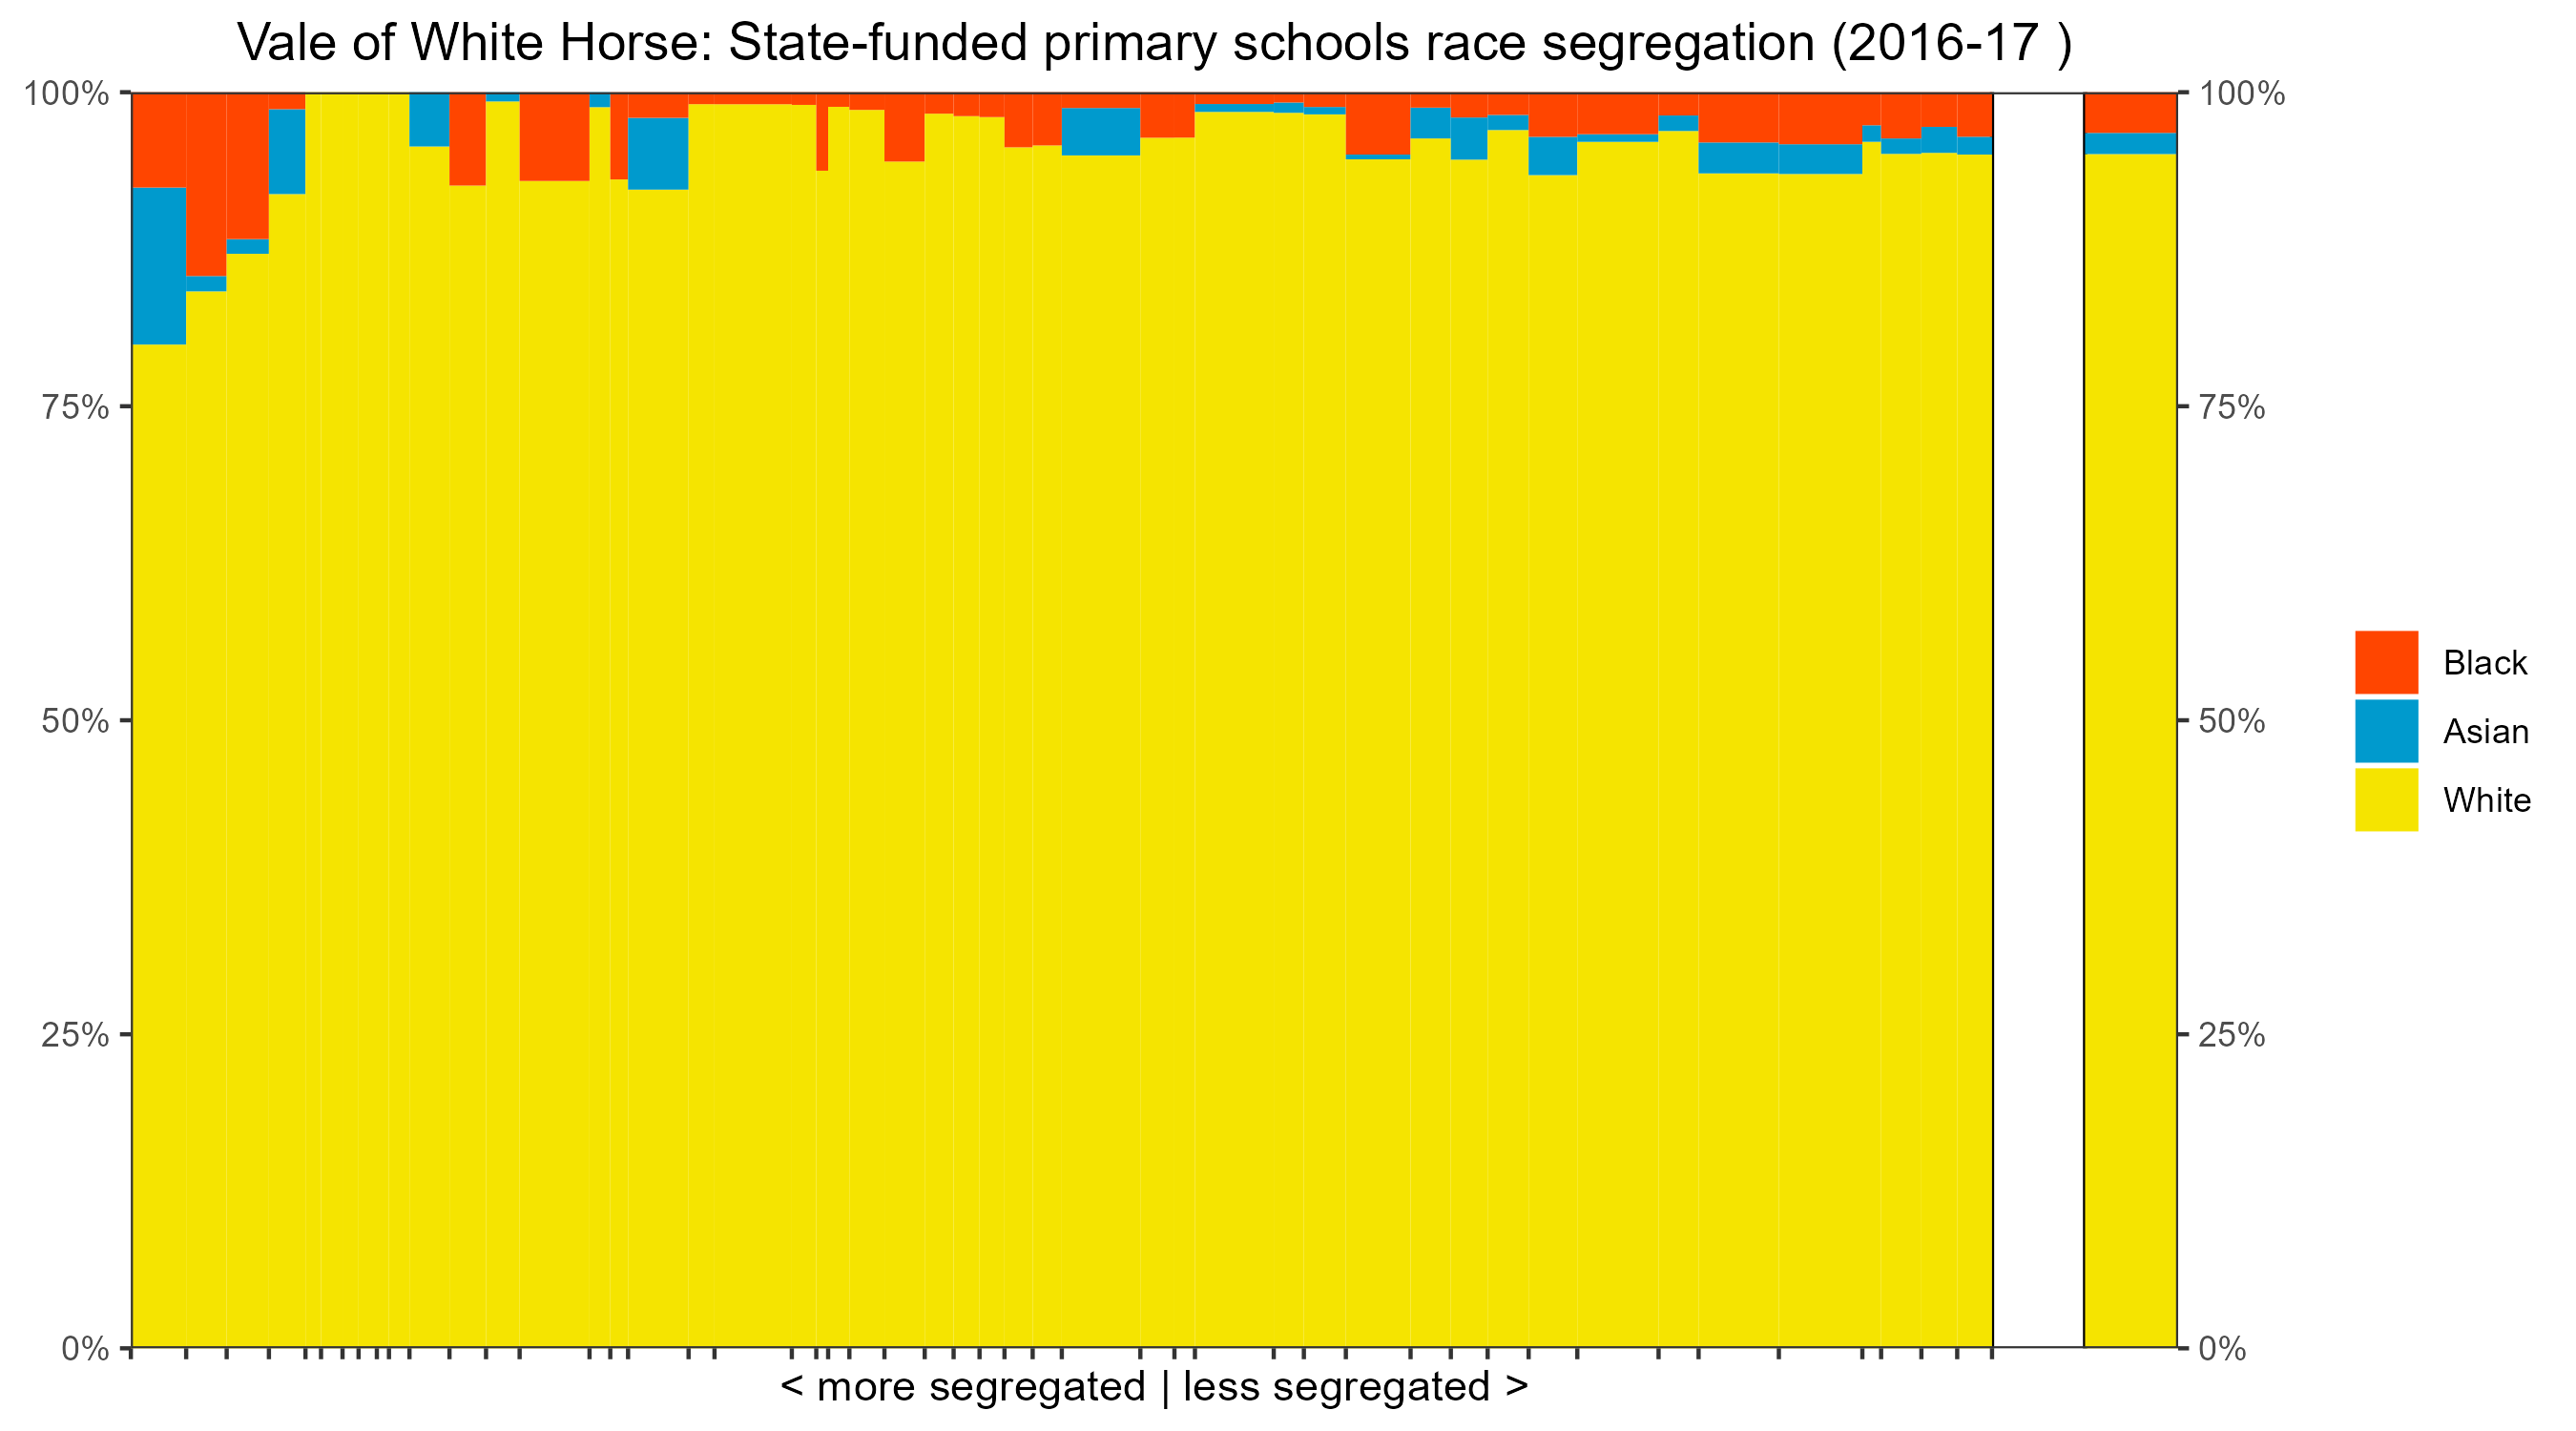 Vale of White Horse: State-funded primary schools race segregation (2016-17 )
100%
75%
50%
25%
0%
100%
75%
50%
25%
0%
Black
Asian
White
< more segregated | less segregated >